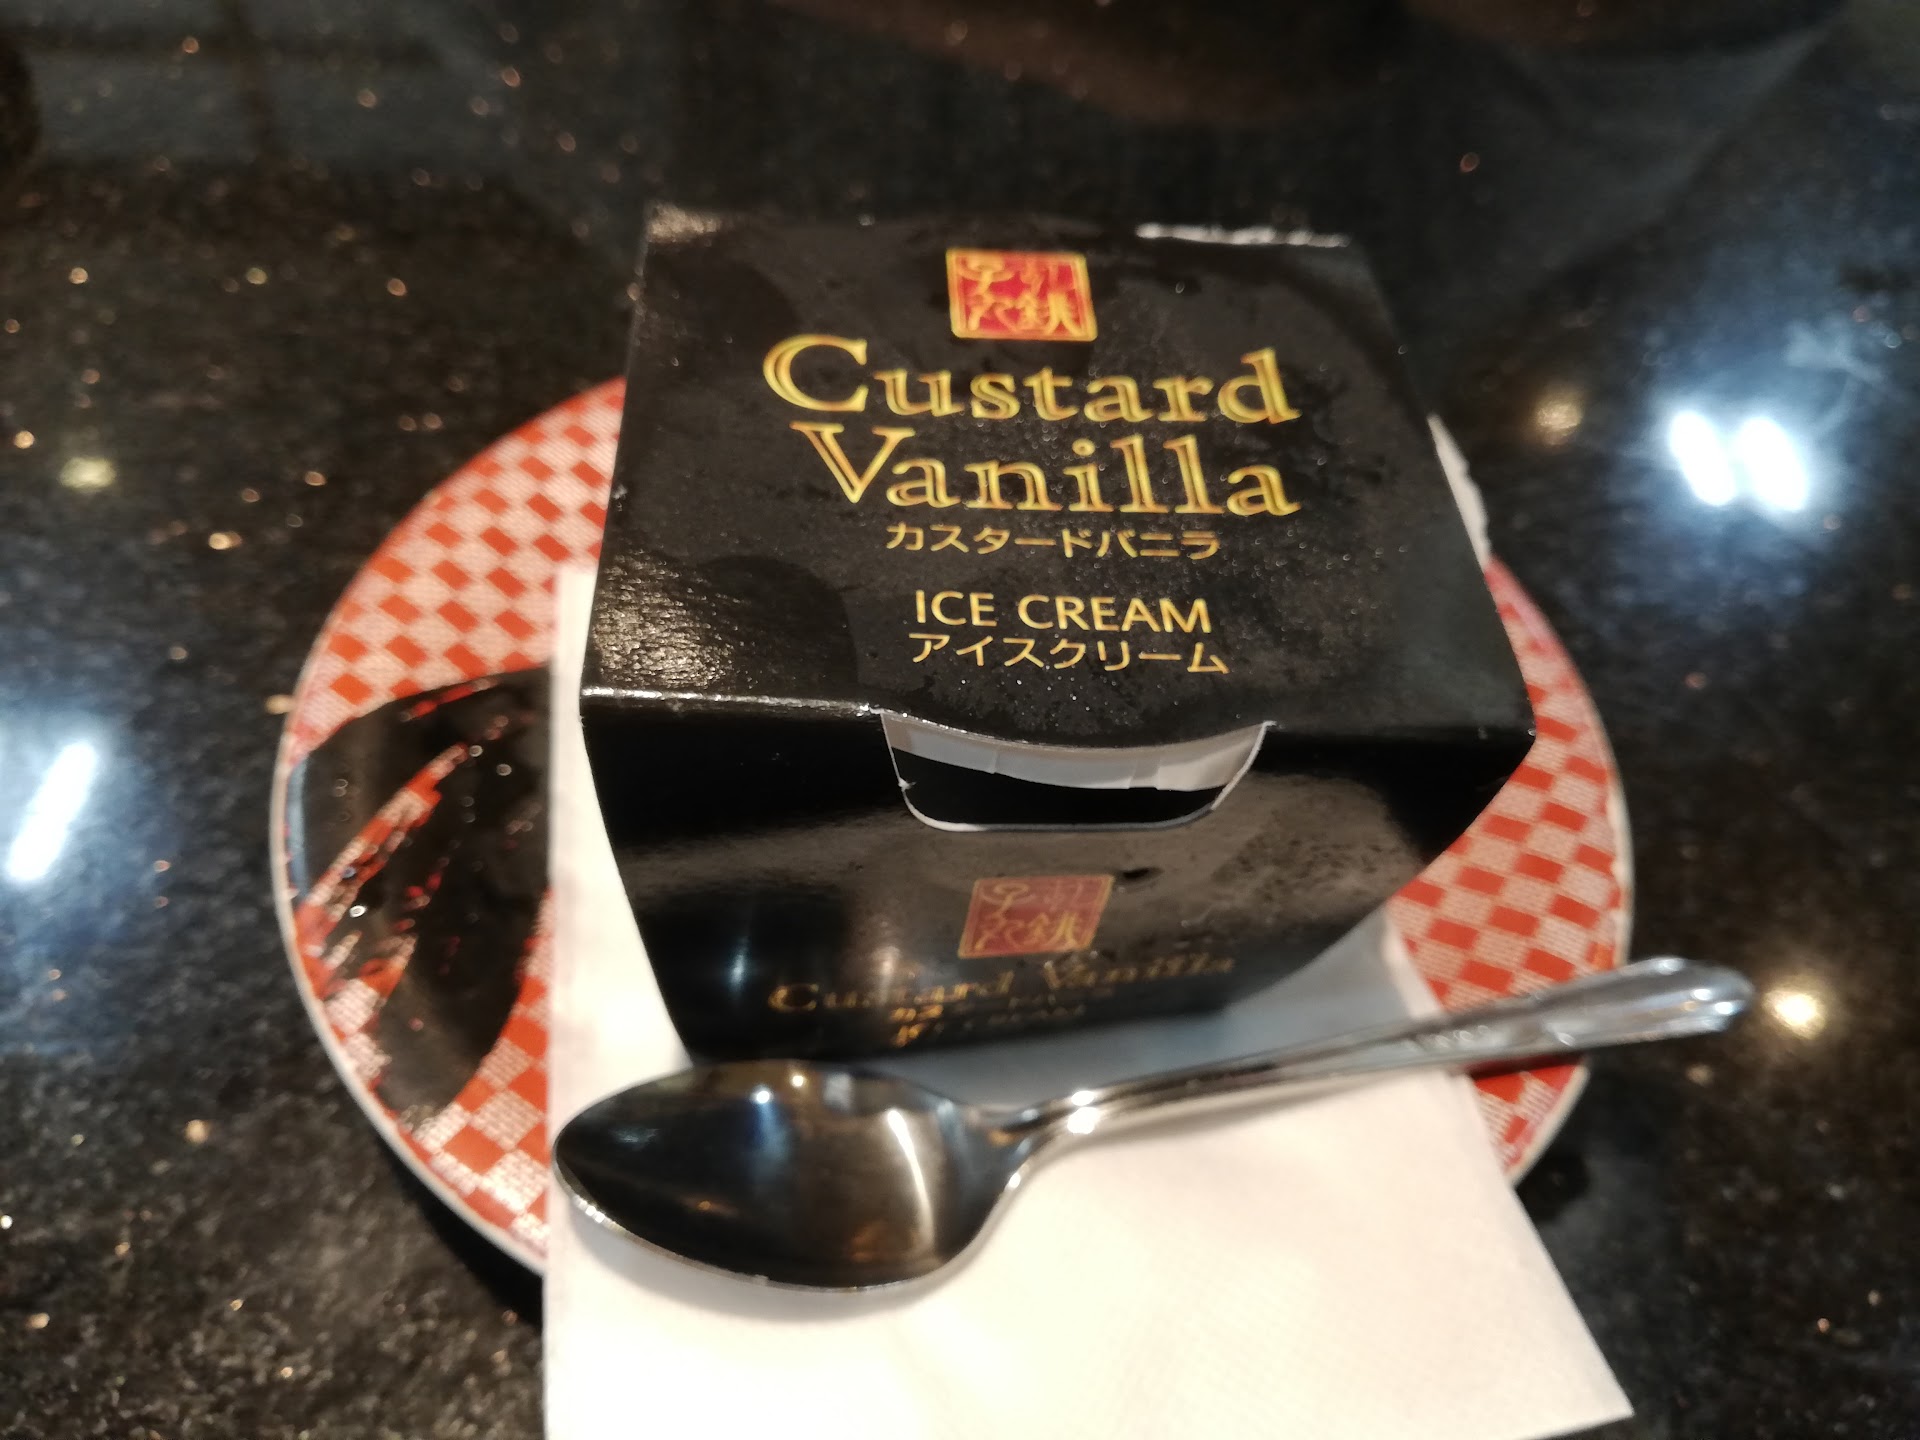 Custard
Vanilla
カスタードバニラ
ICE CREAM
アイスクリーム
Custard Vanilla